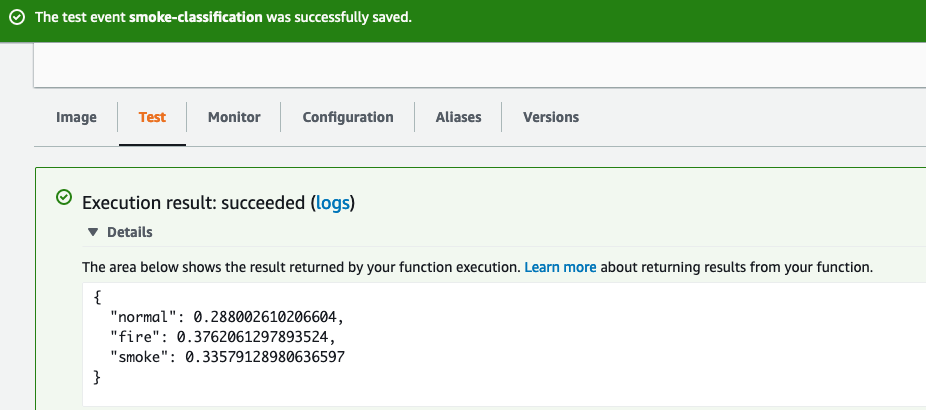 The test event smoke-classification was successfully saved.
Image Test Monitor Configuration Aliases Versions
Execution result: succeeded (logs)
▼ Details
The area below shows the result returned by your function execution. Learn more about returning results from your function.
{
"normal": 0.288002610206604,
"fire": 0.3762061297893524,
"smoke": 0.33579128980636597
}